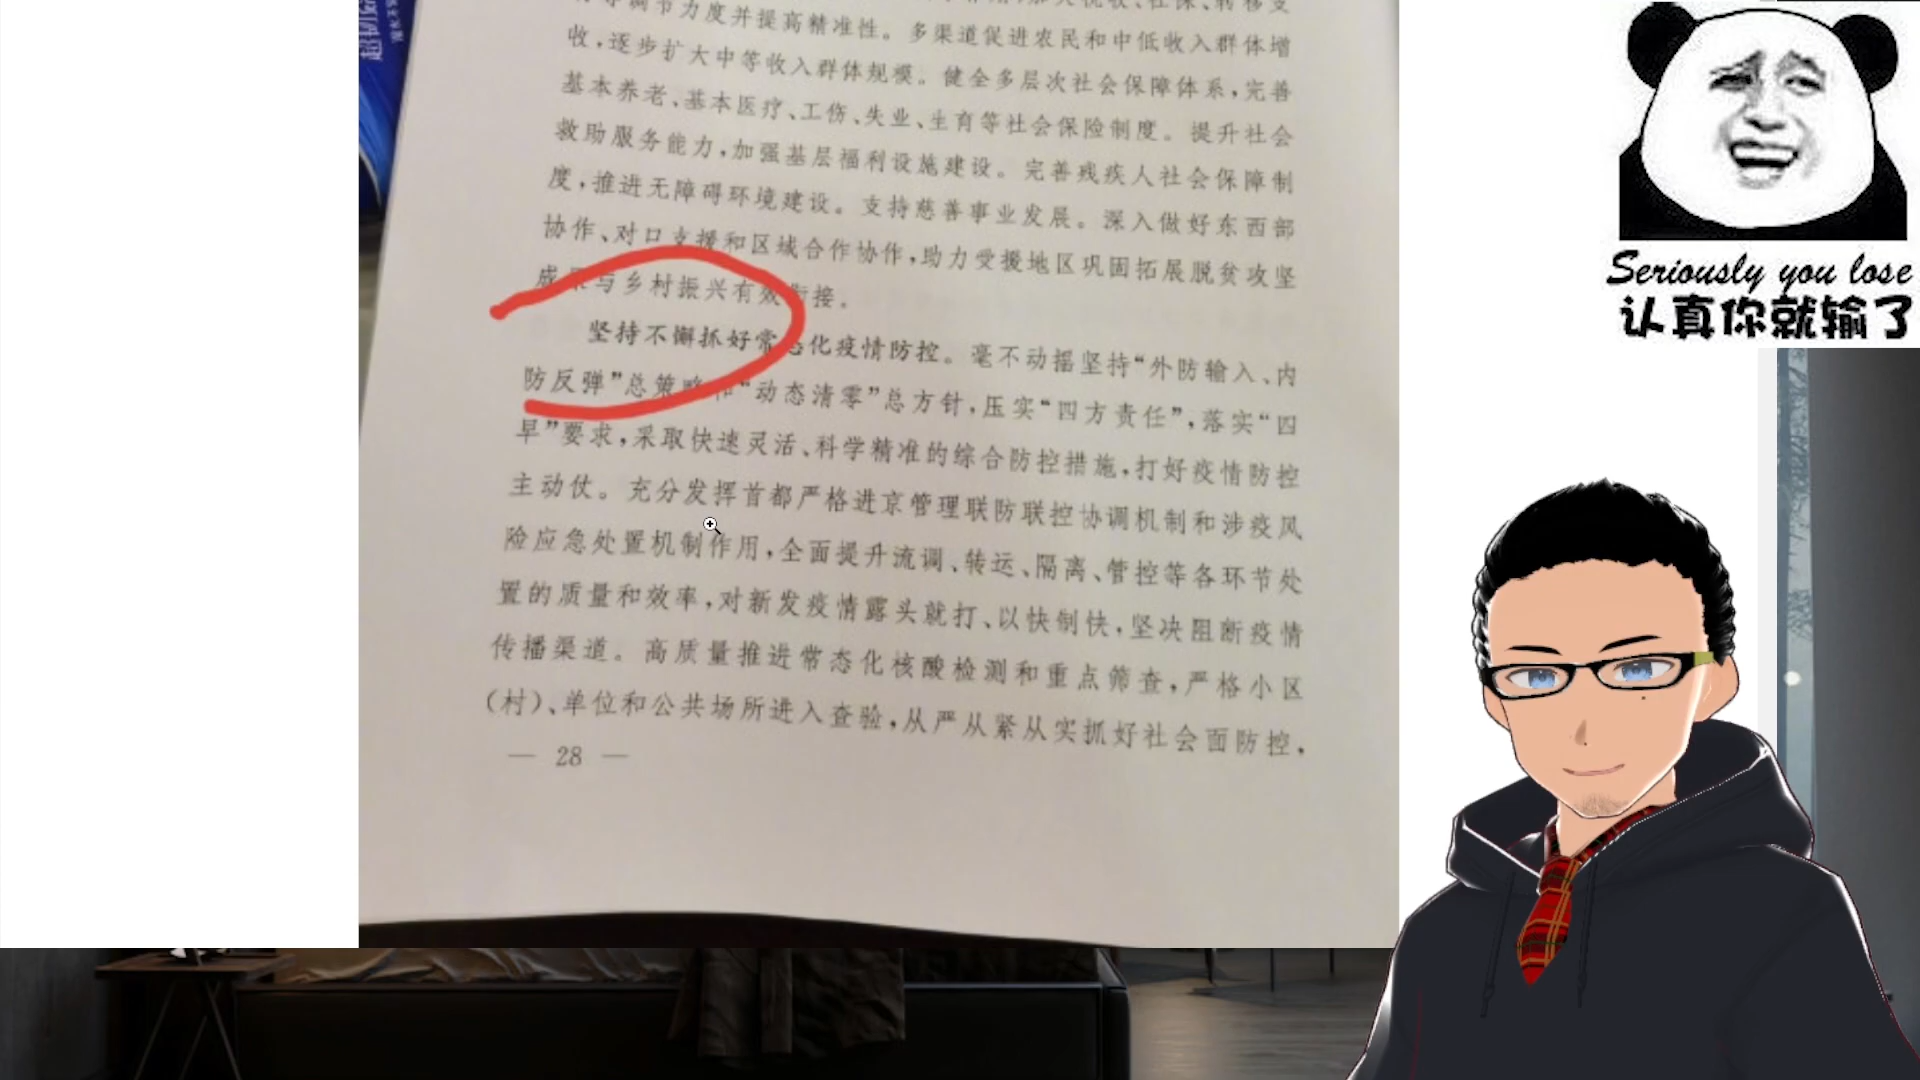 调节力度并提高精准性。多渠道促进农民和中低收入群体增
收,逐步扩大中等收入群体规模。健全多层次社会保障体系,完善
基本养老、基本医疗、工伤、失业、生育等社会保险制度。提升社会
救助服务能力,加强基层福利设施建设。完善残疾人社会保障制
度,推进无障碍环境建设。支持慈善事业发展。深入做好东西部
协作、对口支援和区域合作协作,助力受援地区巩固拓展脱贫攻坚
成果与乡村振兴有效衔接。
坚持不懈抓好常态化疫情防控。毫不动摇坚持“外防输入、内
防反弹”总策略和“动态清零”总方针,压实“四方责任”,落实“四
早”要求,采取快速灵活、科学精准的综合防控措施,打好疫情防控
主动仗。充分发挥首都严格进京管理联防联控协调机制和涉疫风
险应急处置机制作用,全面提升流调、转运、隔离、管控等各环节处
置的质量和效率,对新发疫情露头就打、以快制快,坚决阻断疫情
传播渠道。高质量推进常态化核酸检测和重点筛查,严格小区
(村)、单位和公共场所进入查验,从严从紧从实抓好社会面防控,
— 28 —
Seriously you lose
认真你就输了